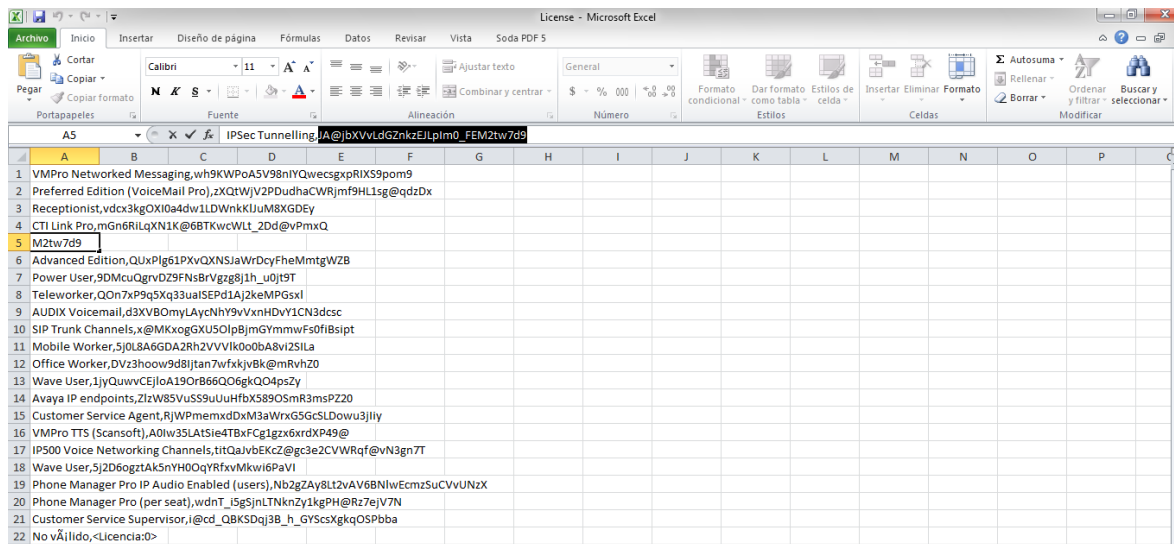 License - Microsoft Excel
Archivo Inicio Insertar Diseño de página Fórmulas Datos Revisar Vista Soda PDF 5
Cortar Calibri 11 Ajustar texto General Σ Autosuma
Pegar Copiar Rellenar
Copiar formato N K S Combinar y centrar $ % 000 Formato condicional Dar formato como tabla Estilos de celda Insertar Eliminar Formato Borrar Ordenar y filtrar Buscar y seleccionar
Portapapeles Fuente Alineación Número Estilos Celdas Modificar
A5 fx IPSec Tunnelling,JA@jbXVvLdGZnkzEJLpIm0_FEM2tw7d9
A B C D E F G H I J K L M N O P
1 VMPro Networked Messaging,wh9KWPoA5V98nIYQwecsgxpRIXS9pom9
2 Preferred Edition (VoiceMail Pro),zXQtWjV2PDudhaCWRjmf9HL1sg@qdzDx
3 Receptionist,vdcx3kgOXI0a4dw1LDWnkKlJuM8XGDEy
4 CTI Link Pro,mGn6RiLqXN1K@6BTKwcWLt_2Dd@vPmxQ
5 M2tw7d9
6 Advanced Edition,QUxPlg61PXvQXNSJaWrDcyFheMmtgWZB
7 Power User,9DMcuQgrvDZ9FNsBrVgzg8j1h_u0jt9T
8 Teleworker,QOn7xP9q5Xq33uaISEPd1Aj2keMPGsxl
9 AUDIX Voicemail,d3XVBOmyLAycNhY9vVxnHDvY1CN3dcsc
10 SIP Trunk Channels,x@MKxogGXU5OlpBjmGYmmwFs0fiBsipt
11 Mobile Worker,5j0L8A6GDA2Rh2VVVlk0o0bA8vi2SILa
12 Office Worker,DVz3hoow9d8Ijtan7wfxkjvBk@mRvhZ0
13 Wave User,1jyQuwvCEjloA19OrB66QO6gkQO4psZy
14 Avaya IP endpoints,ZlzW85VuSS9uUuHfbX589OSmR3msPZ20
15 Customer Service Agent,RjWPmemxdDxM3aWrxG5GcSLDowu3jIiy
16 VMPro TTS (Scansoft),A0Iw35LAtSie4TBxFCg1gzx6xrdXP49@
17 IP500 Voice Networking Channels,titQaJvbEKcZ@gc3e2CVWRqf@vN3gn7T
18 Wave User,5j2D6ogztAk5nYH0OqYRfxvMkwi6PaVI
19 Phone Manager Pro IP Audio Enabled (users),Nb2gZAy8Lt2vAV6BNlwEcmzSuCVvUNzX
20 Phone Manager Pro (per seat),wdnT_i5gSjnLTNknZy1kgPH@Rz7ejV7N
21 Customer Service Supervisor,i@cd_QBKSDqj3B_h_GYScsXgkqOSPbba
22 No vÃ¡lido,<Licencia:0>